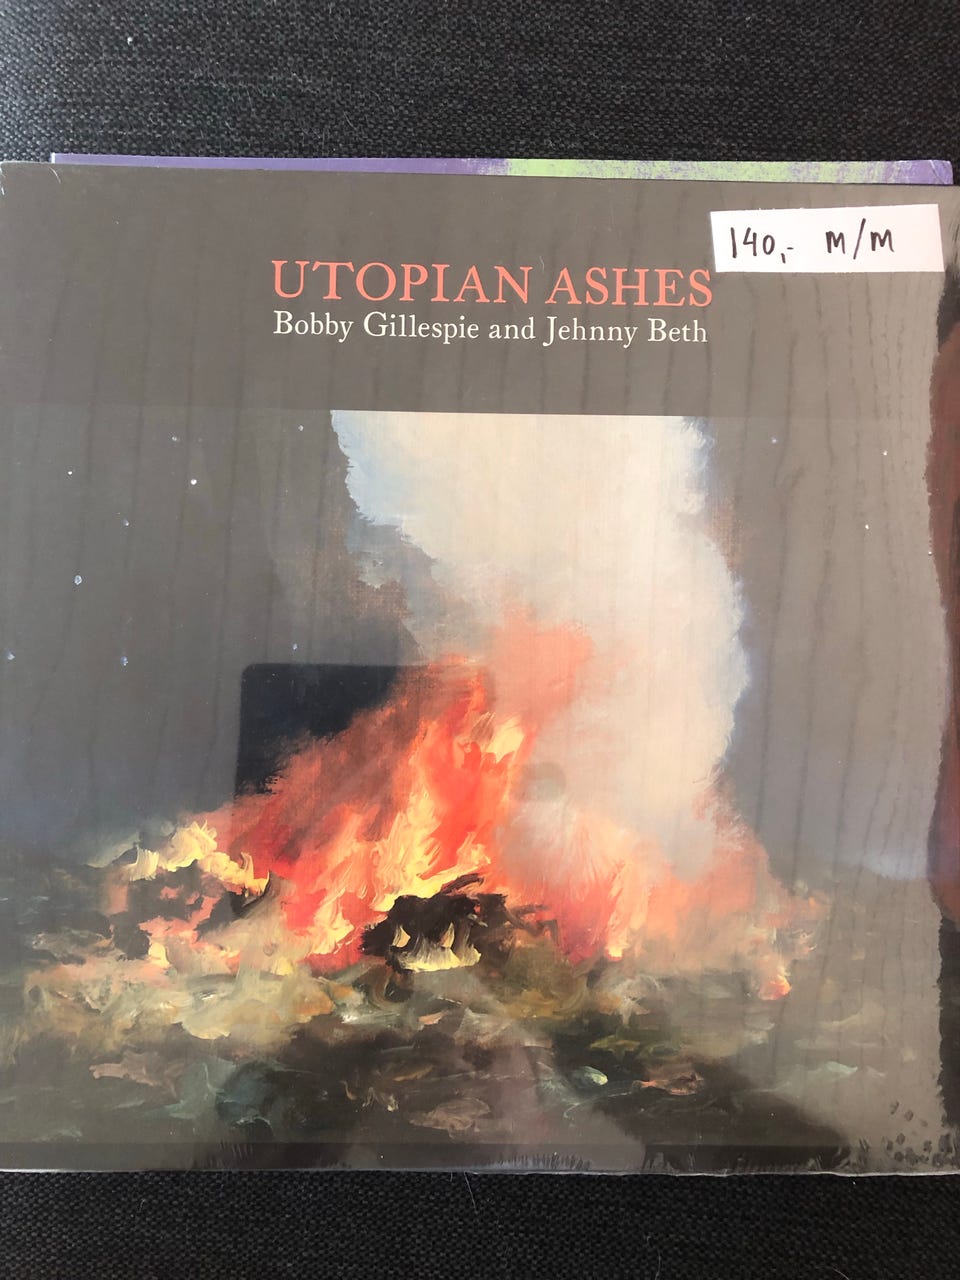 140,- M/M
UTOPIAN ASHES
Bobby Gillespie and Jehnny Beth